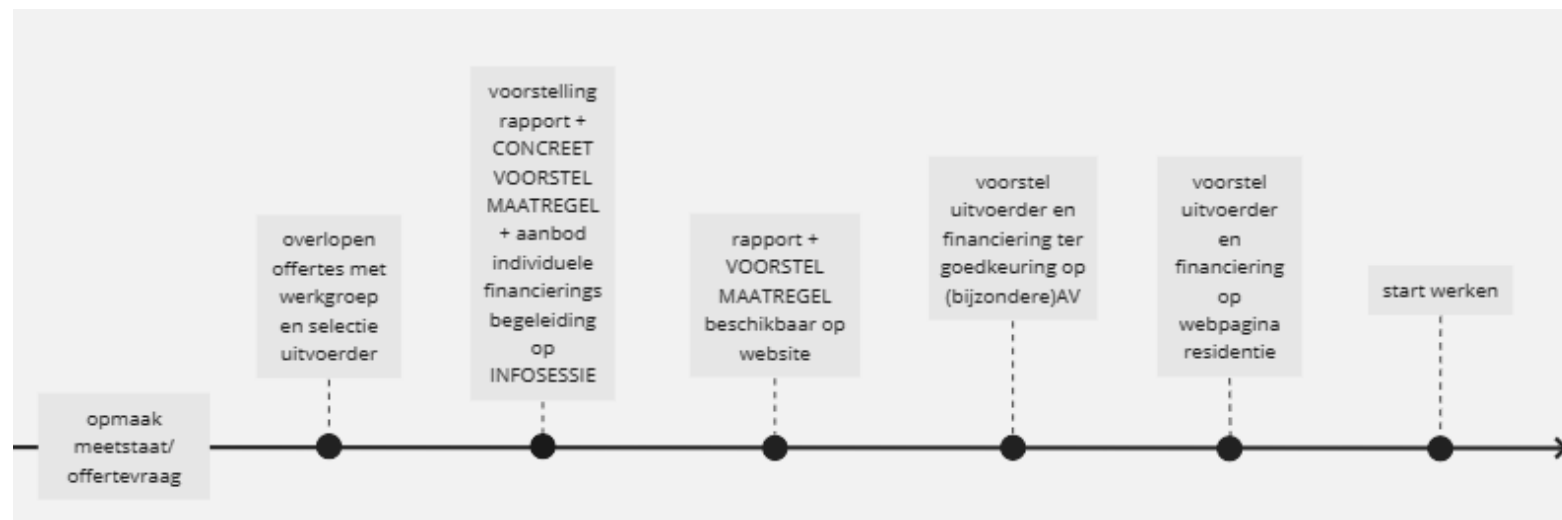 opmaak
meetstaat/
offertevraag
overlopen
offertes met
werkgroep
en selectie
uitvoerder
voorstelling
rapport +
CONCREET
VOORSTEL
MAATREGEL
+ aanbod
individuele
financierings
begeleiding
op
INFOSESSIE
rapport +
VOORSTEL
MAATREGEL
beschikbaar op
website
voorstel
uitvoerder en
financiering ter
goedkeuring op
(bijzondere)AV
voorstel
uitvoerder
en
financiering
op
webpagina
residentie
start werken